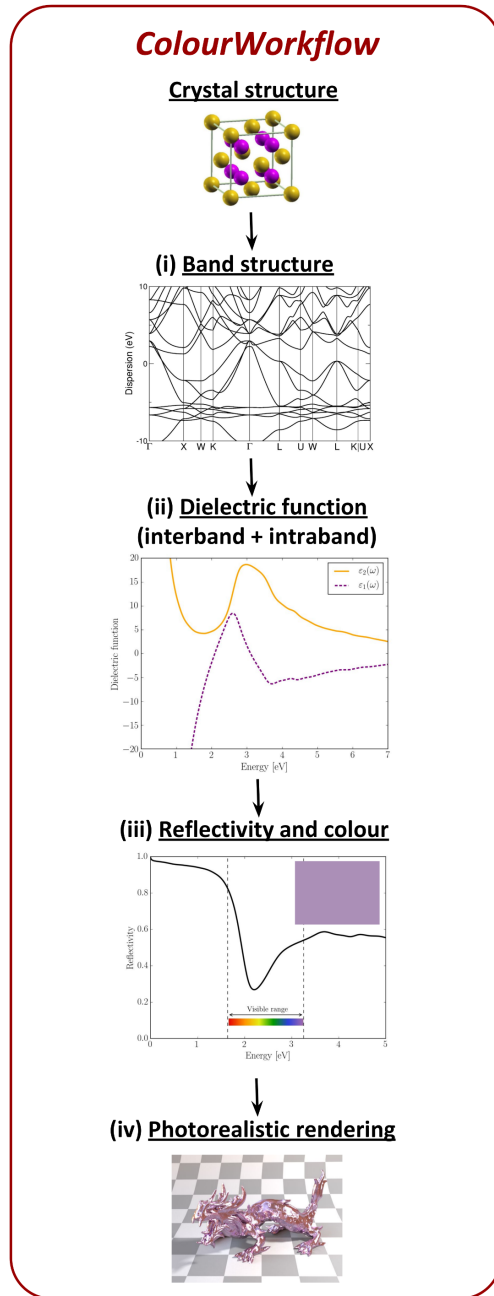 ColourWorkflow
Crystal structure
(i) Band structure
Dispersion (eV)
10
0
-10
Γ X W K Γ L U W L K|U X
(ii) Dielectric function
(interband + intraband)
Dielectric function
20
15
10
5
0
−5
−10
−15
−20
ε₂(ω)
ε₁(ω)
0 1 2 3 4 5 6 7
Energy [eV]
(iii) Reflectivity and colour
Reflectivity
1.0
0.8
0.6
0.4
0.2
0.0
Visible range
0 1 2 3 4 5
Energy [eV]
(iv) Photorealistic rendering